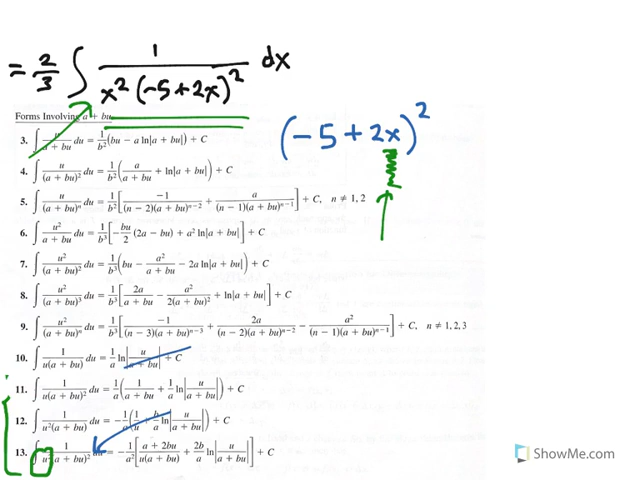 = 2/3 ∫ 1/(x²(-5+2x)²) dx
Forms Involving a + bu
(-5+2x)²
3. ∫ u/(a + bu) du = 1/b² (bu − a ln|a + bu|) + C
4. ∫ u/(a + bu)² du = 1/b² (a/(a + bu) + ln|a + bu|) + C
5. ∫ u/(a + bu)ⁿ du = 1/b² [−1/((n − 2)(a + bu)ⁿ⁻²) + a/((n − 1)(a + bu)ⁿ⁻¹)] + C, n ≠ 1, 2
6. ∫ u²/(a + bu) du = 1/b³ [−bu/2 (2a − bu) + a² ln|a + bu|] + C
7. ∫ u²/(a + bu)² du = 1/b³ (bu − a²/(a + bu) − 2a ln|a + bu|) + C
8. ∫ u²/(a + bu)³ du = 1/b³ [2a/(a + bu) − a²/(2(a + bu)²) + ln|a + bu|] + C
9. ∫ u²/(a + bu)ⁿ du = 1/b³ [−1/((n − 3)(a + bu)ⁿ⁻³) + 2a/((n − 2)(a + bu)ⁿ⁻²) − a²/((n − 1)(a + bu)ⁿ⁻¹)] + C, n ≠ 1, 2, 3
10. ∫ 1/(u(a + bu)) du = 1/a ln|u/(a + bu)| + C
11. ∫ 1/(u(a + bu)²) du = 1/a (1/(a + bu) + 1/a ln|u/(a + bu)|) + C
12. ∫ 1/(u²(a + bu)) du = −1/a (1/u + b/a ln|u/(a + bu)|) + C
13. ∫ 1/(u²(a + bu)²) du = −1/a² [(a + 2bu)/(u(a + bu)) + 2b/a ln|u/(a + bu)|] + C
ShowMe.com